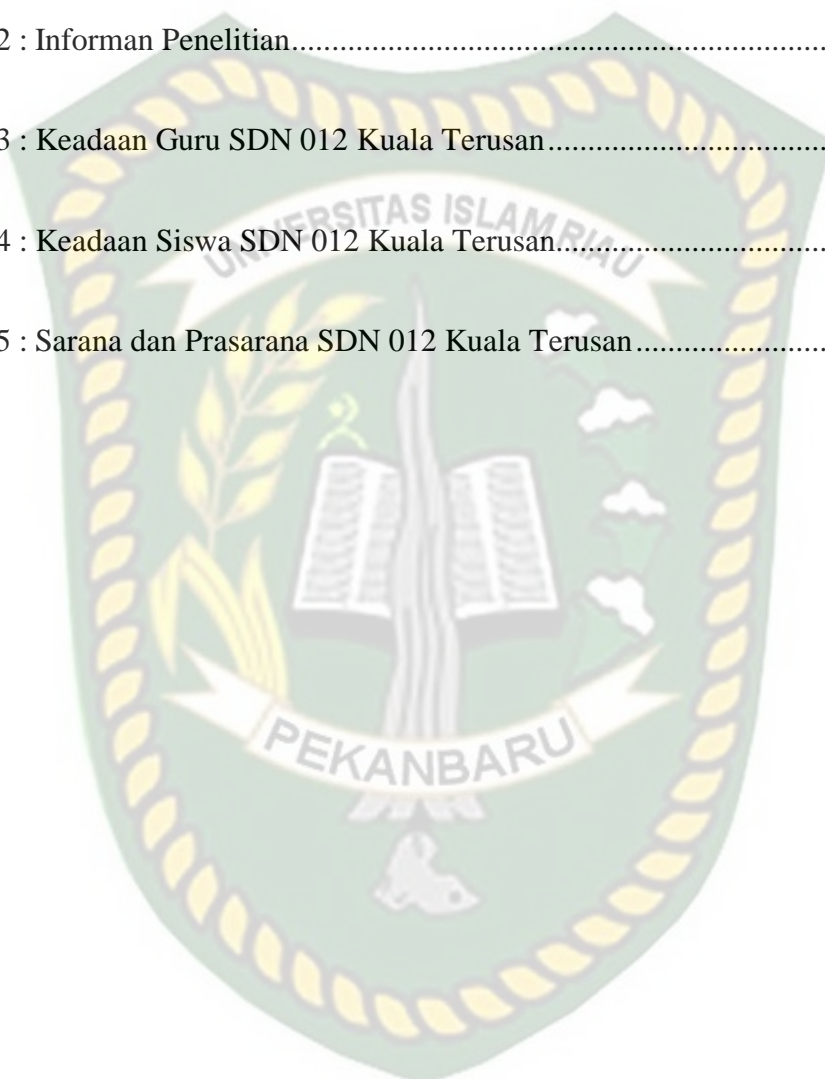 2 : Informan Penelitian.....................................................................
3 : Keadaan Guru SDN 012 Kuala Terusan...................................
UNIVERSITAS ISLAM RIAU
4 : Keadaan Siswa SDN 012 Kuala Terusan..................................
5 : Sarana dan Prasarana SDN 012 Kuala Terusan........................
PEKANBARU